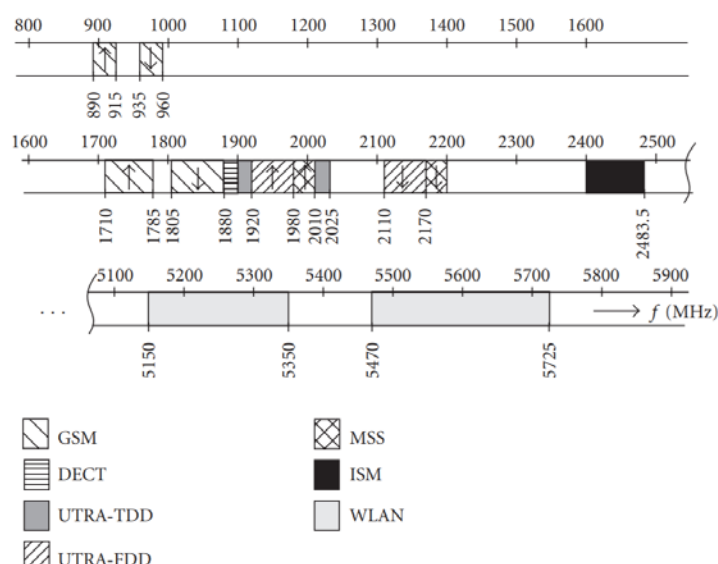 800 900 1000 1100 1200 1300 1400 1500 1600
890 915 935 960
1600 1700 1800 1900 2000 2100 2200 2300 2400 2500
1710 1785 1805 1880 1920 1980 2010 2025 2110 2170 2483.5
5100 5200 5300 5400 5500 5600 5700 5800 5900
... f (MHz)
5150 5350 5470 5725
GSM MSS
DECT ISM
UTRA-TDD WLAN
UTRA-FDD